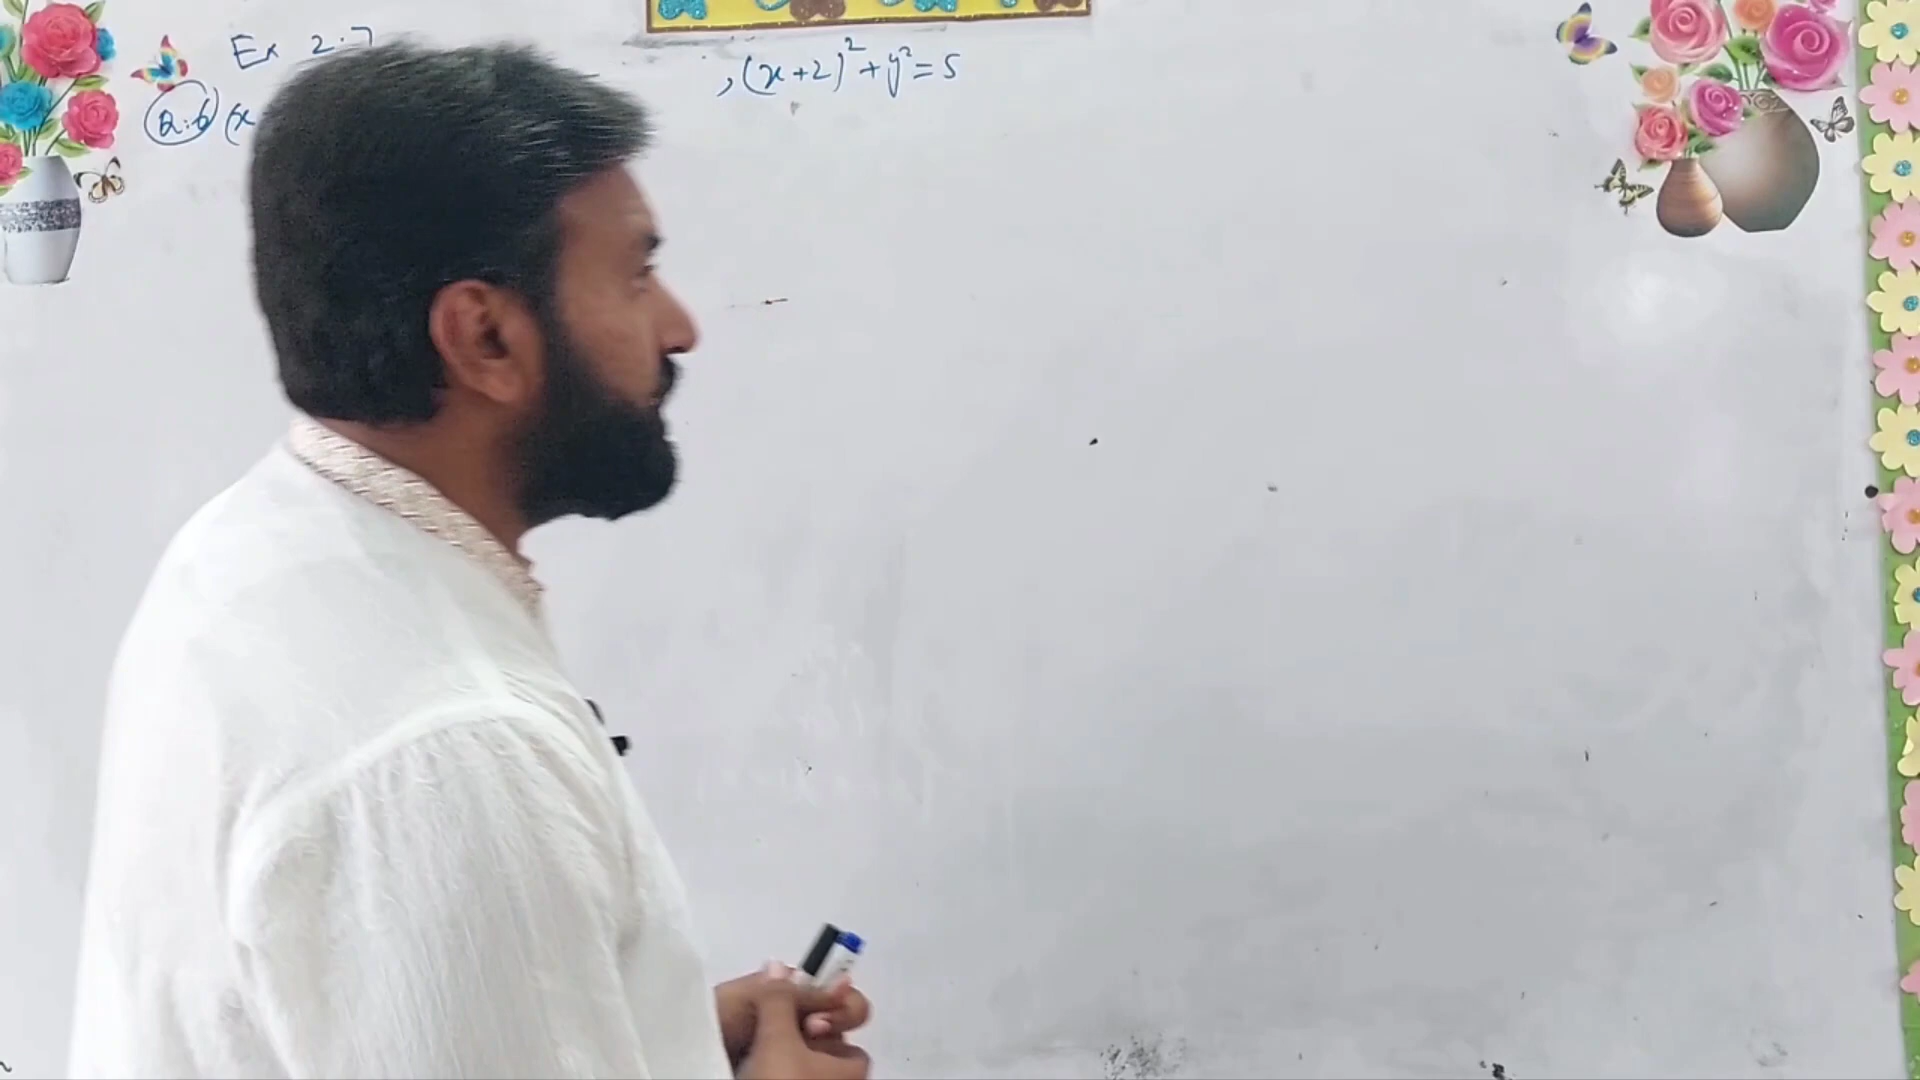 Ex 2.7
Q:6 (x , (x+2)² + y² = 5